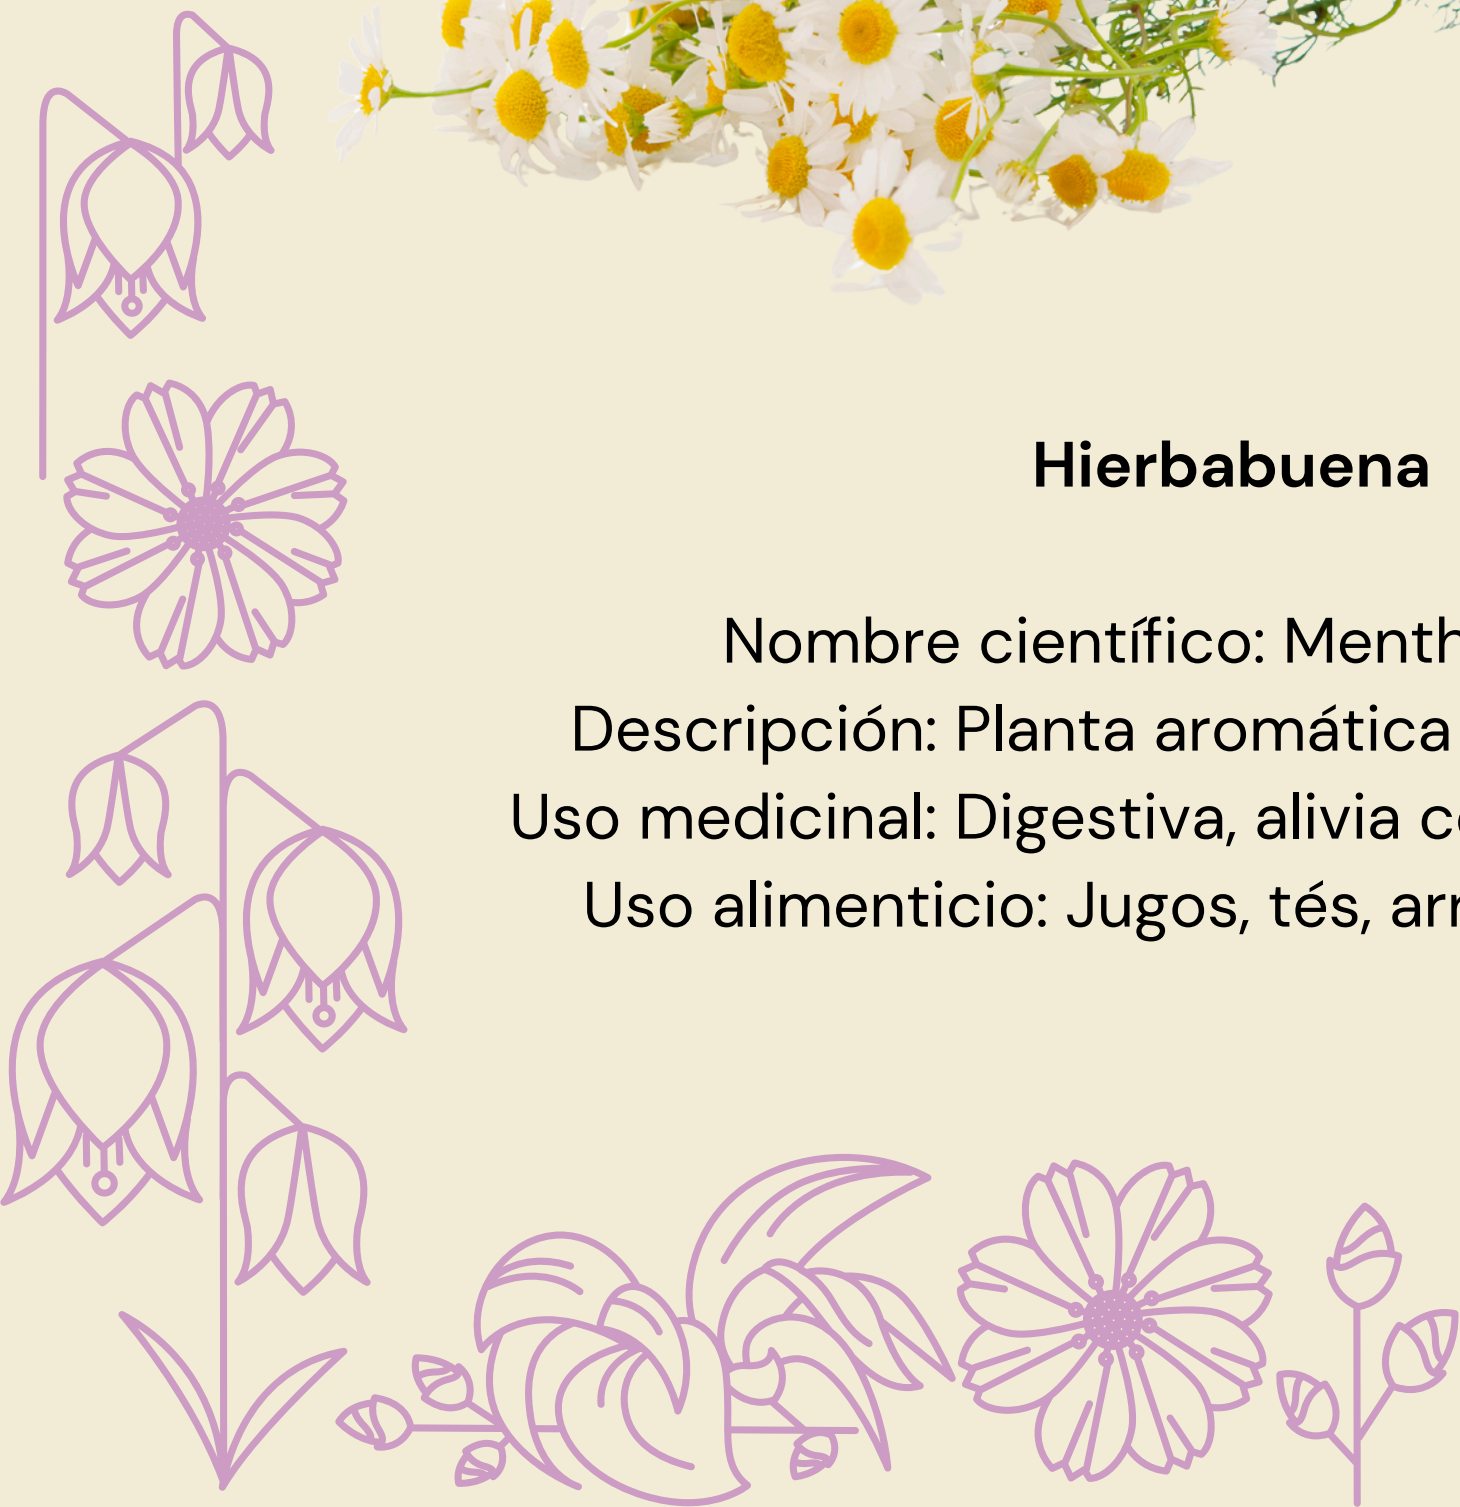 Hierbabuena
Nombre científico: Menth
Descripción: Planta aromática
Uso medicinal: Digestiva, alivia
Uso alimenticio: Jugos, tés,